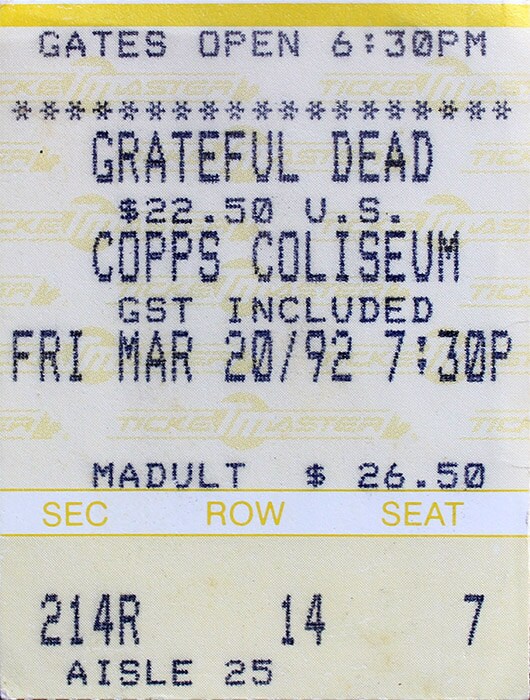 GATES OPEN 6:30PM
*******************
GRATEFUL DEAD
$22.50 U.S.
COPPS COLISEUM
GST INCLUDED
FRI MAR 20/92 7:30P
TICKETMASTER
MADULT $ 26.50
SEC ROW SEAT
214R 14 7
AISLE 25